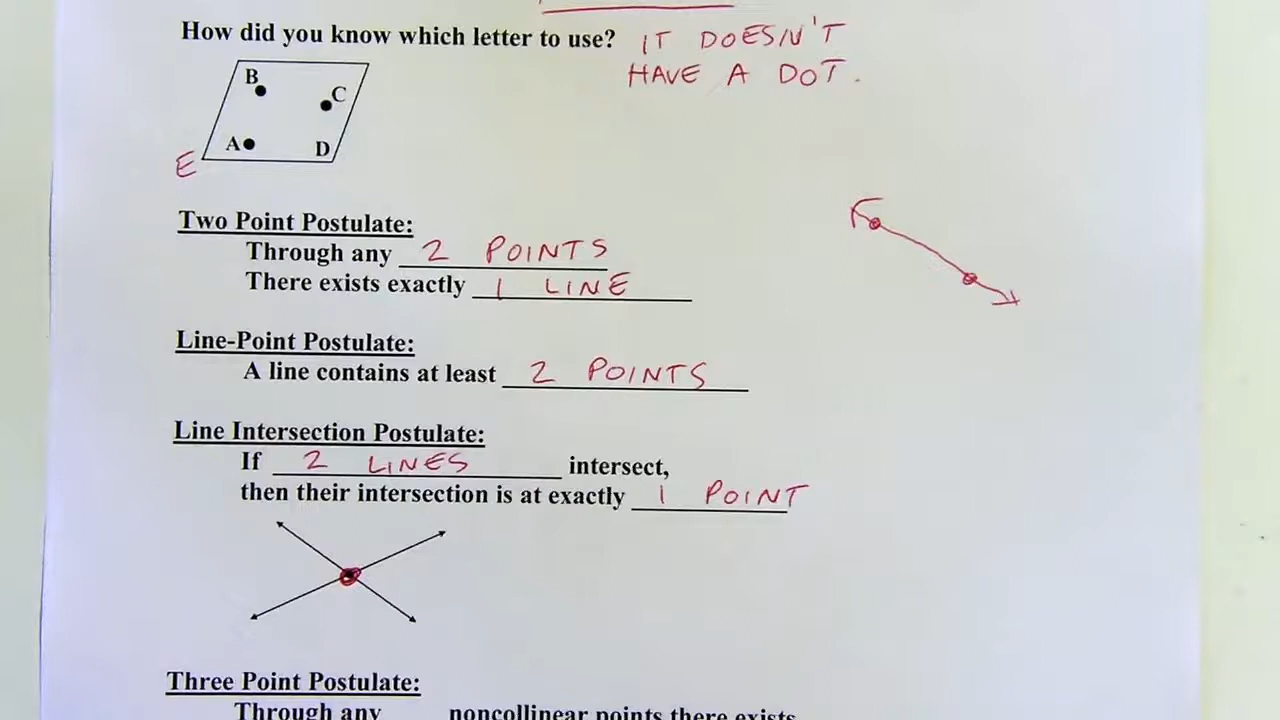 How did you know which letter to use? IT DOESN'T
HAVE A DOT.
B
C
A
D
E
Two Point Postulate:
Through any 2 POINTS
There exists exactly 1 LINE
Line-Point Postulate:
A line contains at least 2 POINTS
Line Intersection Postulate:
If 2 LINES intersect,
then their intersection is at exactly 1 POINT
Three Point Postulate:
Through any noncollinear points there exists